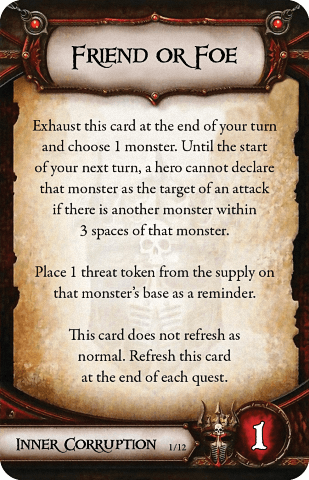 Friend or Foe
Exhaust this card at the end of your turn
and choose 1 monster. Until the start
of your next turn, a hero cannot declare
that monster as the target of an attack
if there is another monster within
3 spaces of that monster.
Place 1 threat token from the supply on
that monster's base as a reminder.
This card does not refresh as
normal. Refresh this card
at the end of each quest.
Inner Corruption 1/12
1